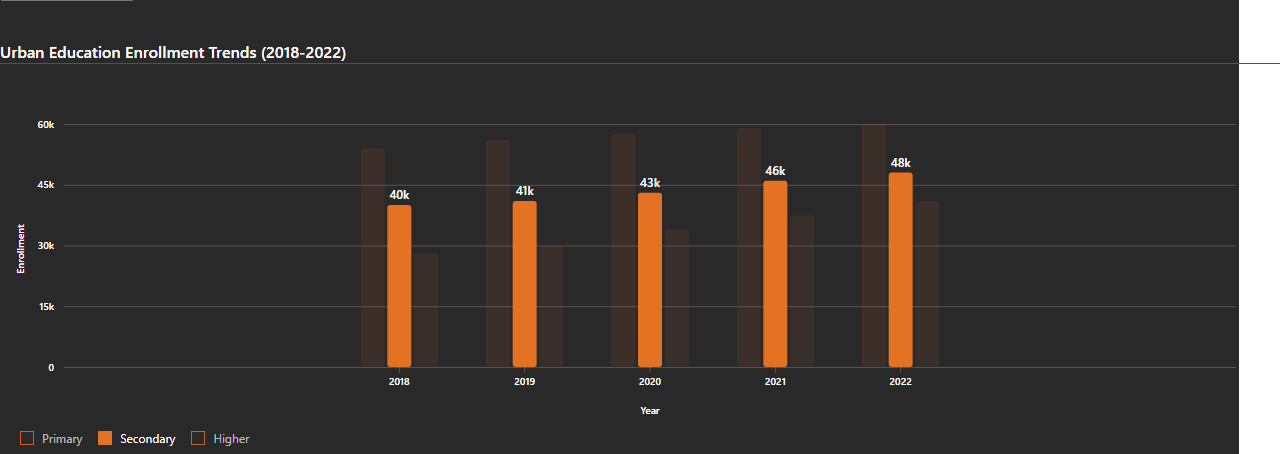 Urban Education Enrollment Trends (2018-2022)
60k
45k
30k
15k
0
Enrollment
40k
41k
43k
46k
48k
2018 2019 2020 2021 2022
Year
Primary Secondary Higher